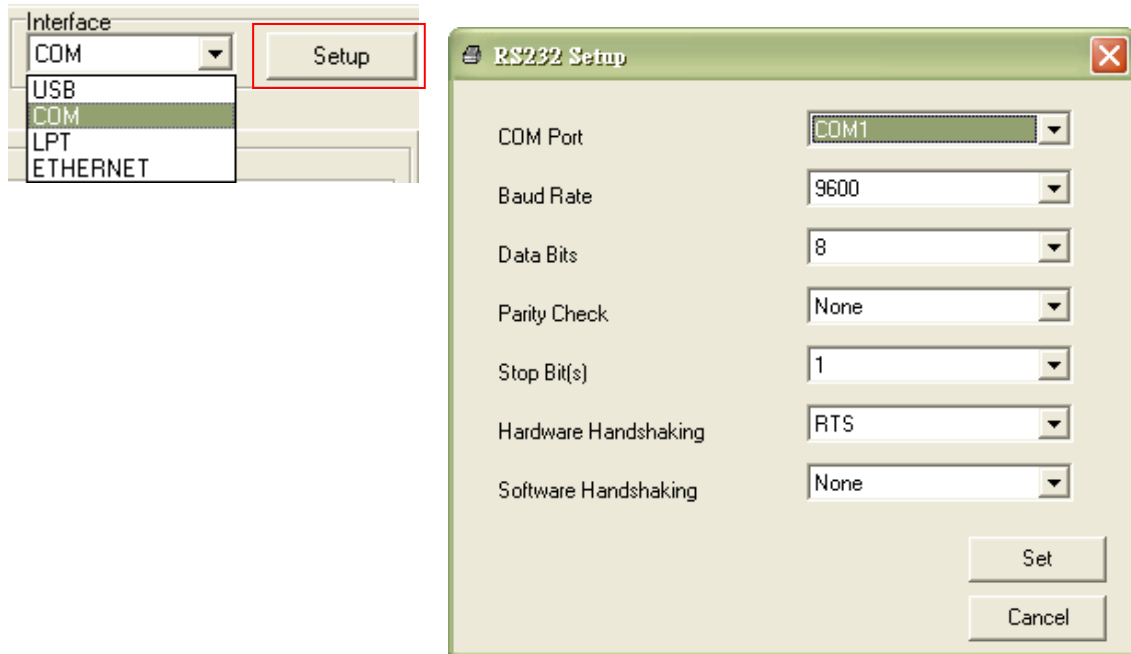 Interface
COM
Setup
USB
COM
LPT
ETHERNET
RS232 Setup
COM Port
COM1
Baud Rate
9600
Data Bits
8
Parity Check
None
Stop Bit(s)
1
Hardware Handshaking
RTS
Software Handshaking
None
Set
Cancel